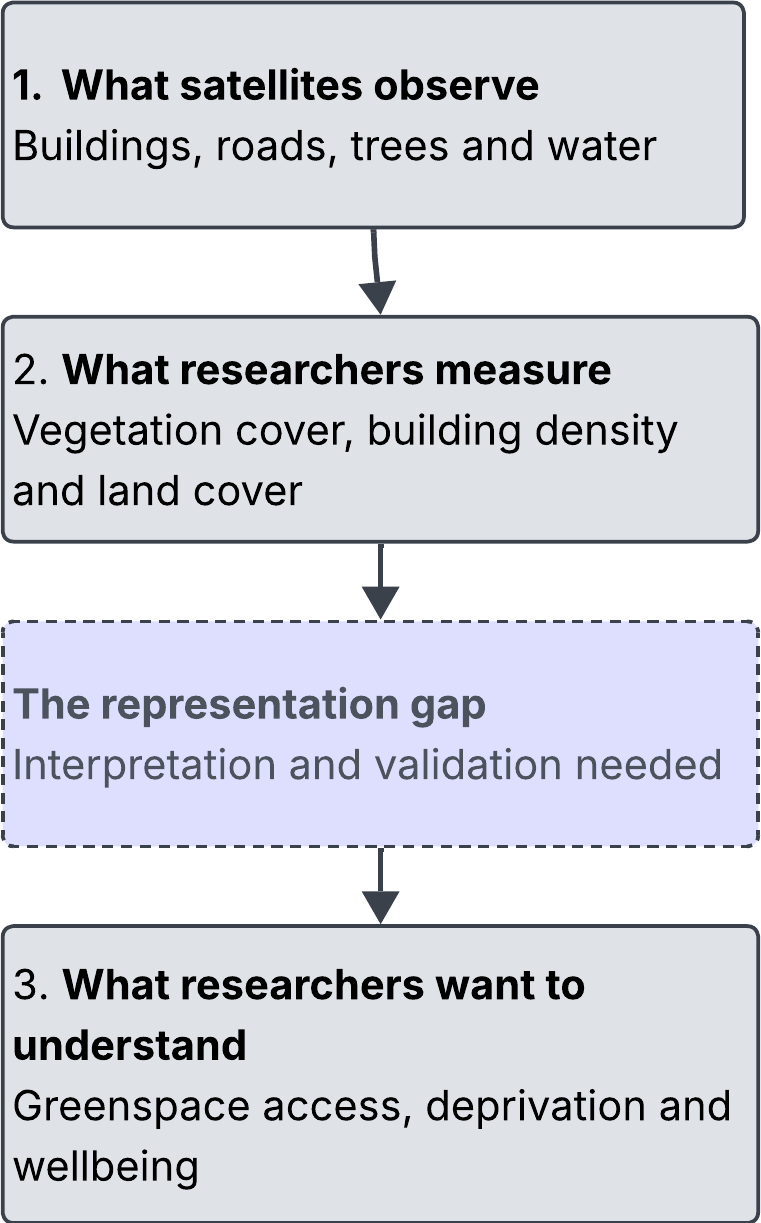 1. What satellites observe
Buildings, roads, trees and water
2. What researchers measure
Vegetation cover, building density
and land cover
The representation gap
Interpretation and validation needed
3. What researchers want to
understand
Greenspace access, deprivation and
wellbeing